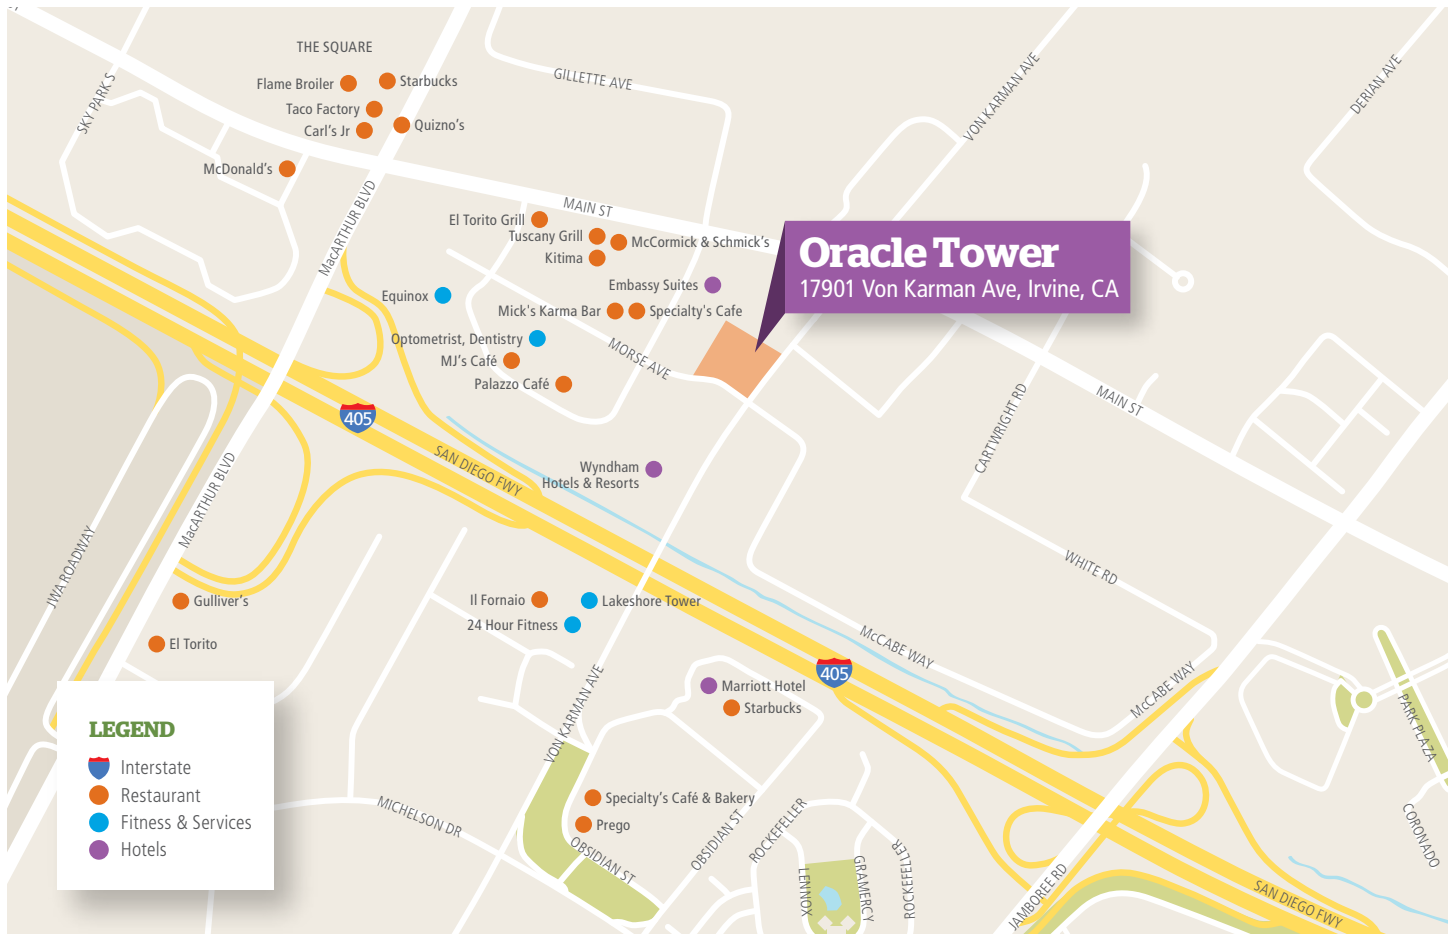 THE SQUARE
Flame Broiler
Starbucks
Taco Factory
Carl's Jr
Quizno's
McDonald's
SKY PARK S
GILLETTE AVE
VON KARMAN AVE
DERIAN AVE
MacARTHUR BLVD
MAIN ST
El Torito Grill
Tuscany Grill
McCormick & Schmick's
Kitima
Embassy Suites
Equinox
Mick's Karma Bar
Specialty's Cafe
Optometrist, Dentistry
MJ's Café
Palazzo Café
MORSE AVE
Oracle Tower
17901 Von Karman Ave, Irvine, CA
405
SAN DIEGO FWY
CARTWRIGHT RD
MAIN ST
MacARTHUR BLVD
Wyndham
Hotels & Resorts
JWA ROADWAY
WHITE RD
Gulliver's
El Torito
Il Fornaio
Lakeshore Tower
24 Hour Fitness
McCABE WAY
McCABE WAY
405
VON KARMAN AVE
Marriott Hotel
Starbucks
PARK PLAZA
LEGEND
Interstate
Restaurant
Fitness & Services
Hotels
MICHELSON DR
Specialty's Café & Bakery
Prego
OBSIDIAN ST
OBSIDIAN ST
ROCKEFELLER
LENNOX
GRAMERCY
ROCKEFELLER
JAMBOREE RD
SAN DIEGO FWY
CORONADO